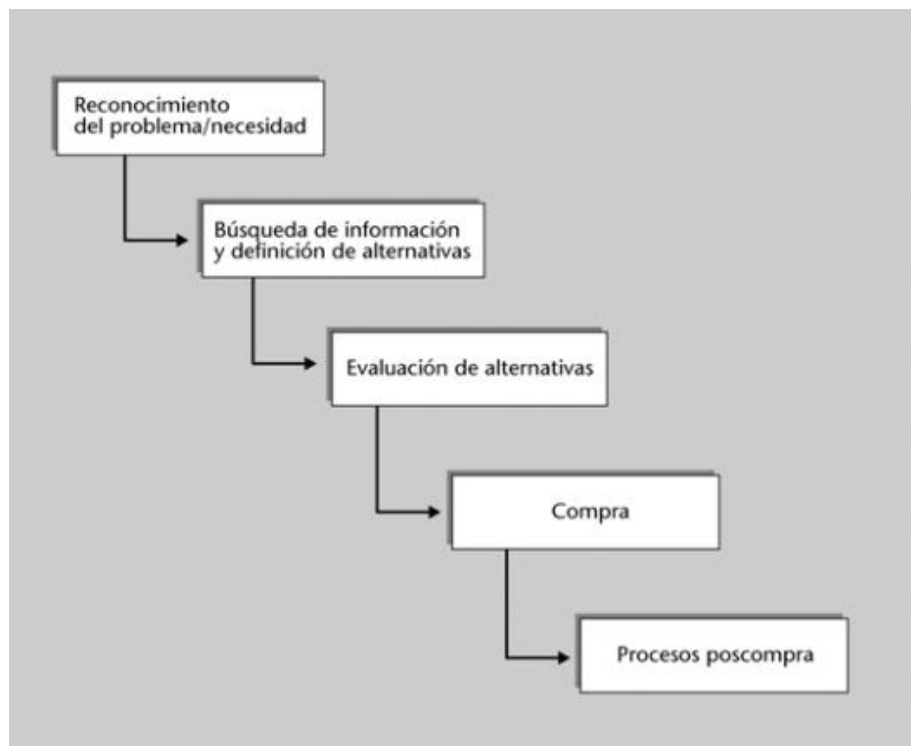 Reconocimiento
del problema/necesidad
Búsqueda de información
y definición de alternativas
Evaluación de alternativas
Compra
Procesos poscompra